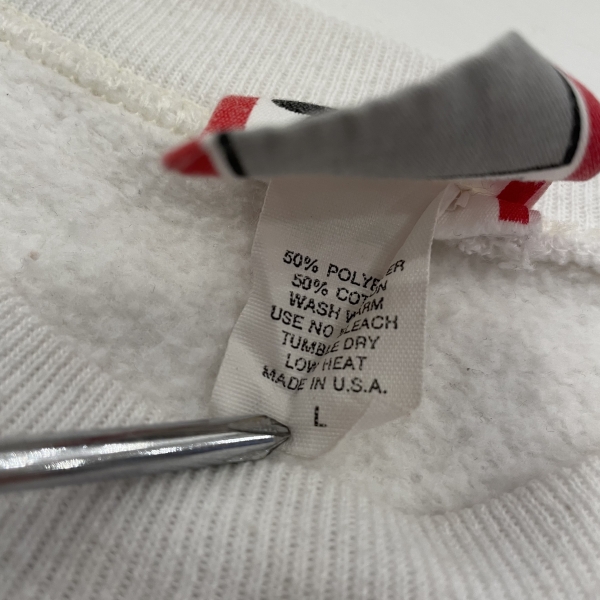 50% POLYESTER
50% COTTON
WASH WARM
USE NO BLEACH
TUMBLE DRY
LOW HEAT
MADE IN U.S.A.
L